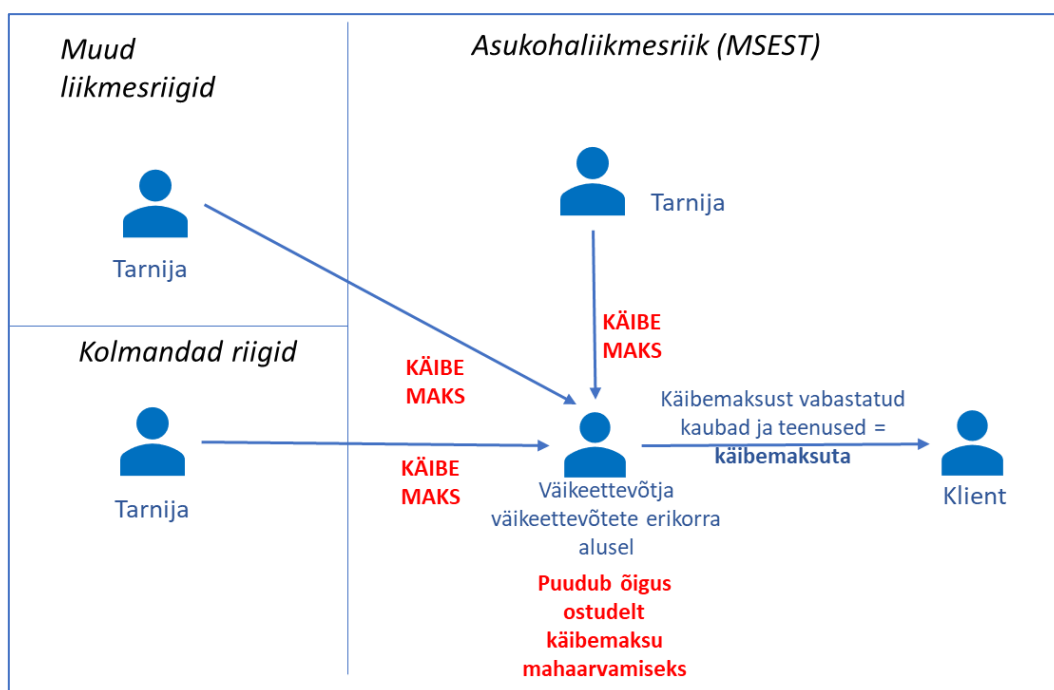 Muud
liikmesriigid
Asukohaliikmesriik (MSEST)
Tarnija
Tarnija
Kolmandad riigid
KÄIBE
MAKS
KÄIBE
MAKS
Käibemaksust vabastatud
kaubad ja teenused =
käibemaksuta
KÄIBE
MAKS
Tarnija
Väikeettevõtja
väikeettevõtete erikorra
alusel
Klient
Puudub õigus
ostudelt
käibemaksu
mahaarvamiseks